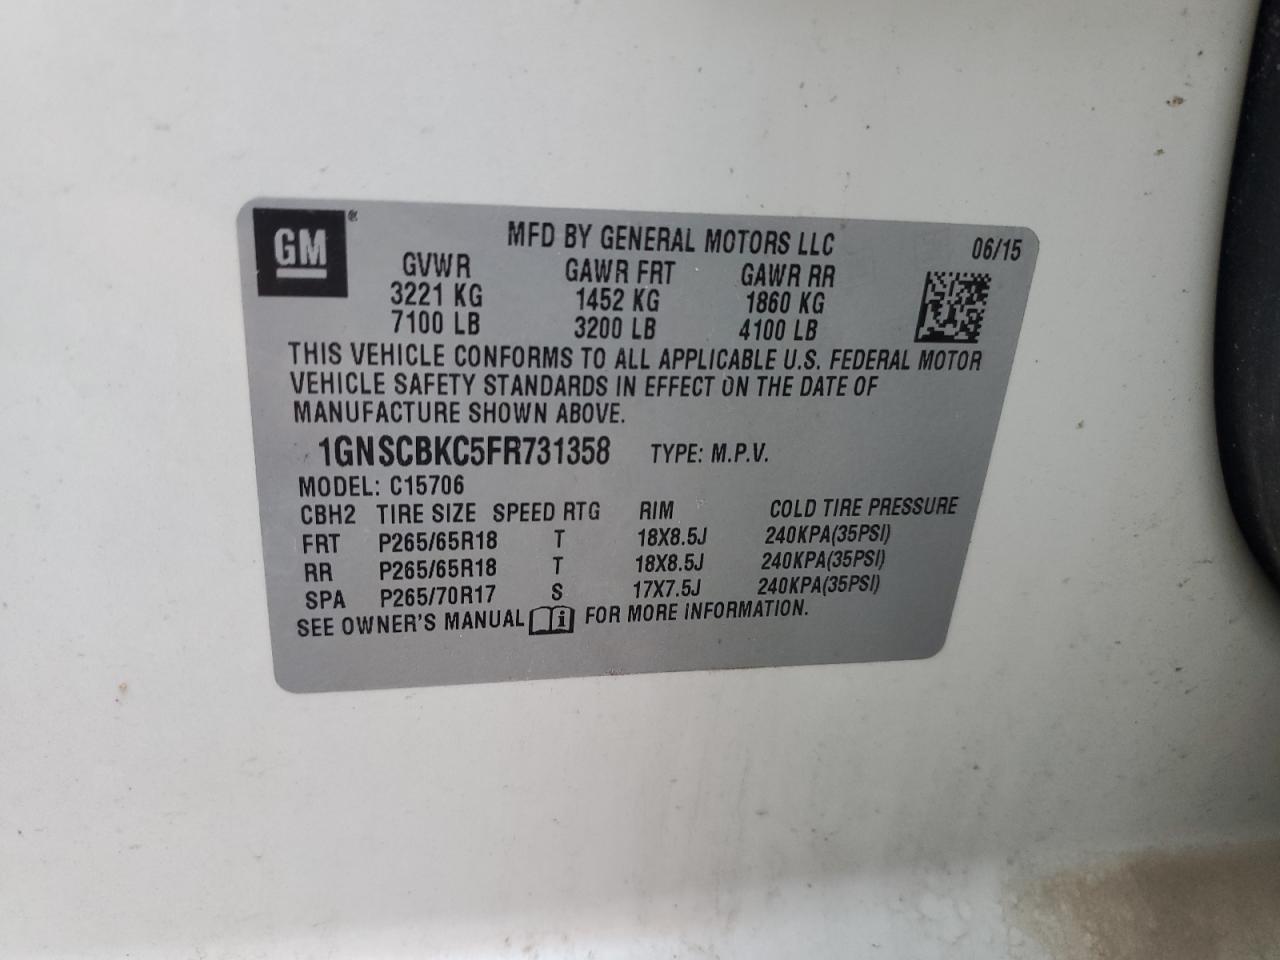 GM®
MFD BY GENERAL MOTORS LLC 06/15
GVWR GAWR FRT GAWR RR
3221 KG 1452 KG 1860 KG
7100 LB 3200 LB 4100 LB
THIS VEHICLE CONFORMS TO ALL APPLICABLE U.S. FEDERAL MOTOR
VEHICLE SAFETY STANDARDS IN EFFECT ON THE DATE OF
MANUFACTURE SHOWN ABOVE.
1GNSCBKC5FR731358 TYPE: M.P.V.
MODEL: C15706
CBH2 TIRE SIZE SPEED RTG RIM COLD TIRE PRESSURE
FRT P265/65R18 T 18X8.5J 240KPA(35PSI)
RR P265/65R18 T 18X8.5J 240KPA(35PSI)
SPA P265/70R17 S 17X7.5J 240KPA(35PSI)
SEE OWNER'S MANUAL i FOR MORE INFORMATION.